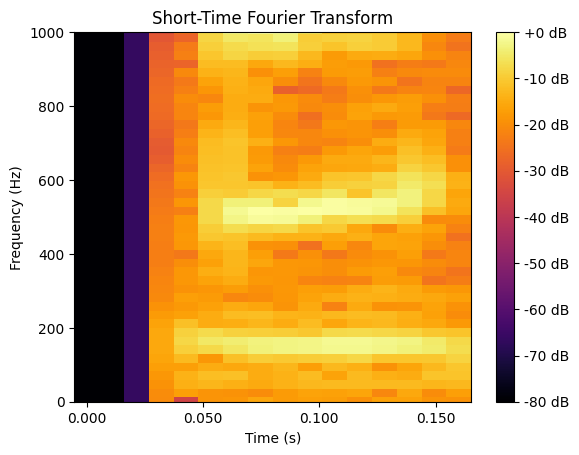 Short-Time Fourier Transform
1000
800
600
400
200
0
Frequency (Hz)
0.000
0.050
0.100
0.150
Time (s)
+0 dB
-10 dB
-20 dB
-30 dB
-40 dB
-50 dB
-60 dB
-70 dB
-80 dB